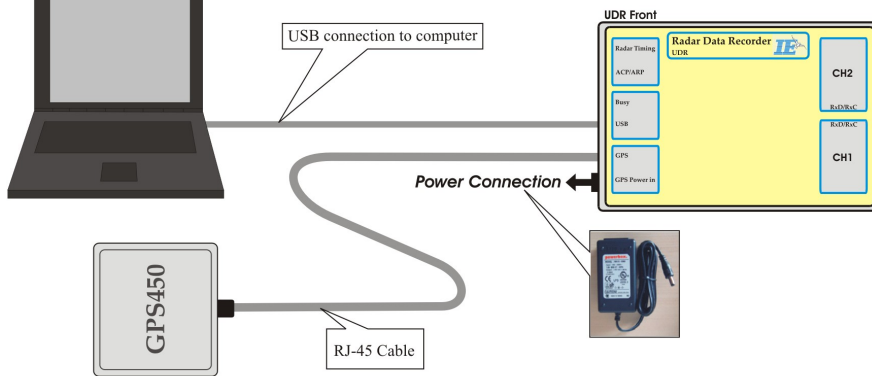 UDR Front
USB connection to computer
Radar Timing
ACP/ARP
Radar Data Recorder
UDR
IE
CH2
RxD/RxC
Busy
USB
RxD/RxC
CH1
GPS
GPS Power in
Power Connection
GPS450
RJ-45 Cable